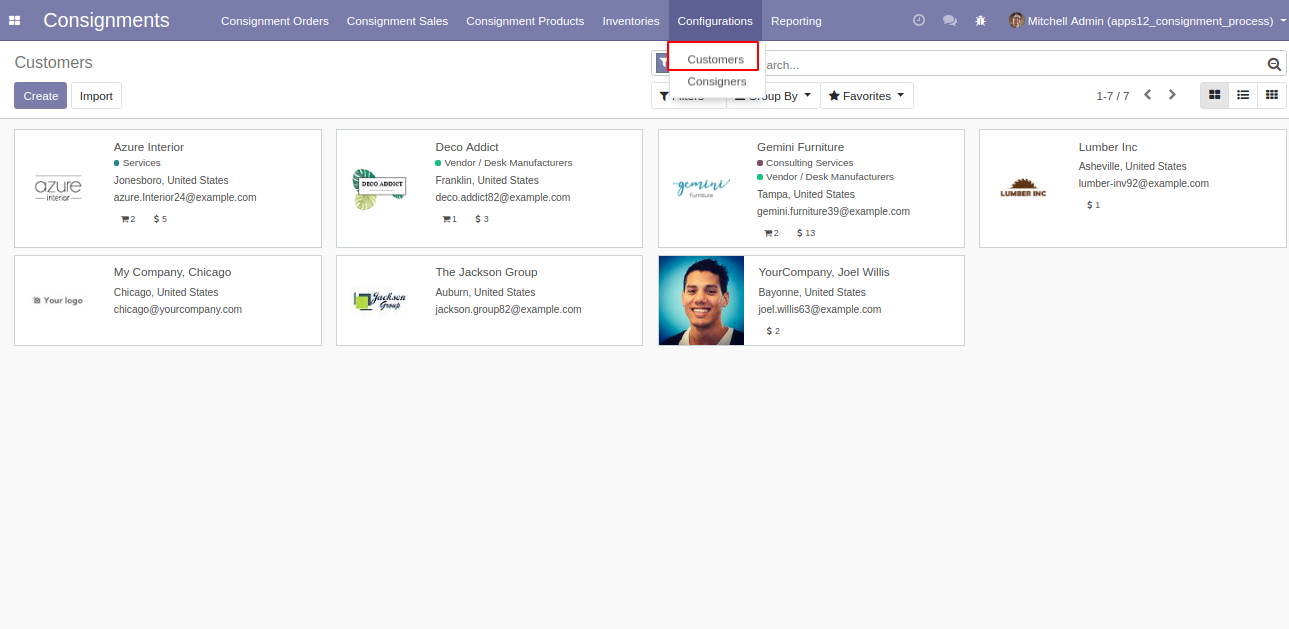 Consignments Consignment Orders Consignment Sales Consignment Products Inventories Configurations Reporting Mitchell Admin (apps12_consignment_process)
Customers
Consigners
Customers
arch...
Create Import
Group By Favorites
1-7 / 7
azure
interior
Azure Interior
Services
Jonesboro, United States
azure.Interior24@example.com
2 $ 5
DECO ADDICT
Deco Addict
Vendor / Desk Manufacturers
Franklin, United States
deco.addict82@example.com
1 $ 3
gemini
Furniture
Gemini Furniture
Consulting Services
Vendor / Desk Manufacturers
Tampa, United States
gemini.furniture39@example.com
2 $ 13
LUMBER INC
Lumber Inc
Asheville, United States
lumber-inv92@example.com
$ 1
Your logo
My Company, Chicago
Chicago, United States
chicago@yourcompany.com
Jackson
Group
The Jackson Group
Auburn, United States
jackson.group82@example.com
YourCompany, Joel Willis
Bayonne, United States
joel.willis63@example.com
$ 2